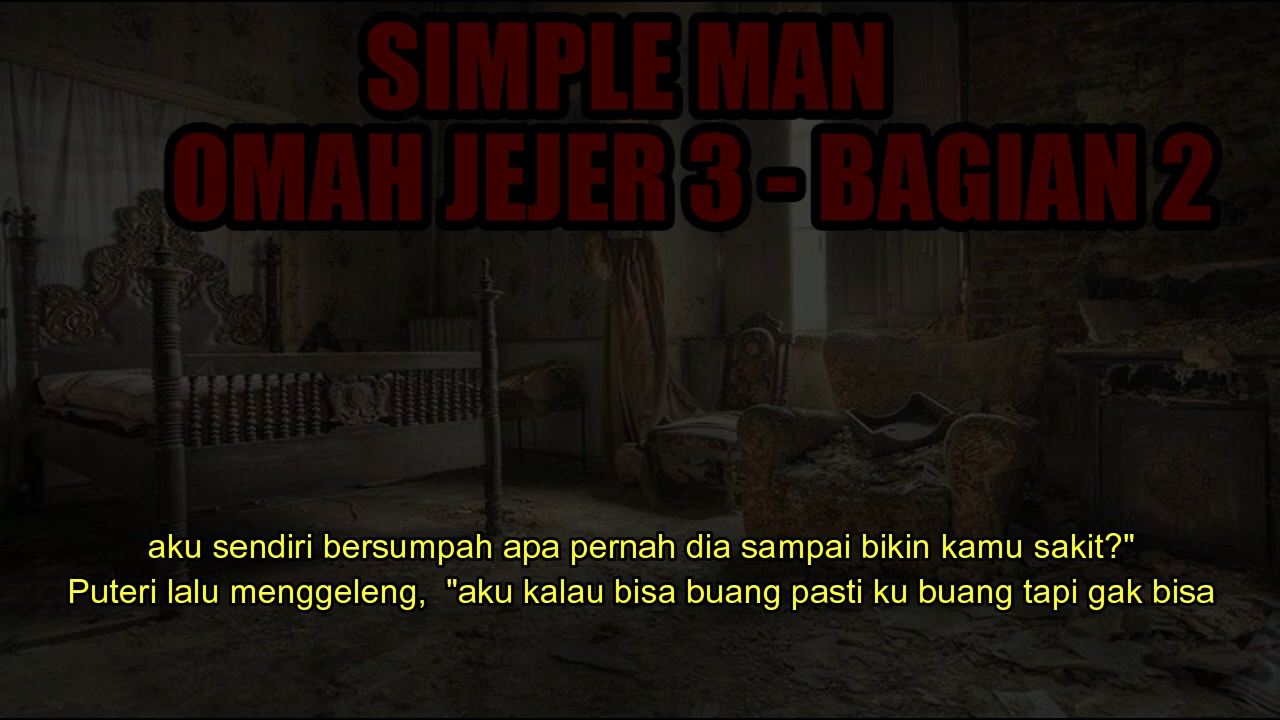 SIMPLE MAN
OMAH JEJER 3 - BAGIAN 2
aku sendiri bersumpah apa pernah dia sampai bikin kamu sakit?"
Puteri lalu menggeleng,  "aku kalau bisa buang pasti ku buang tapi gak bisa